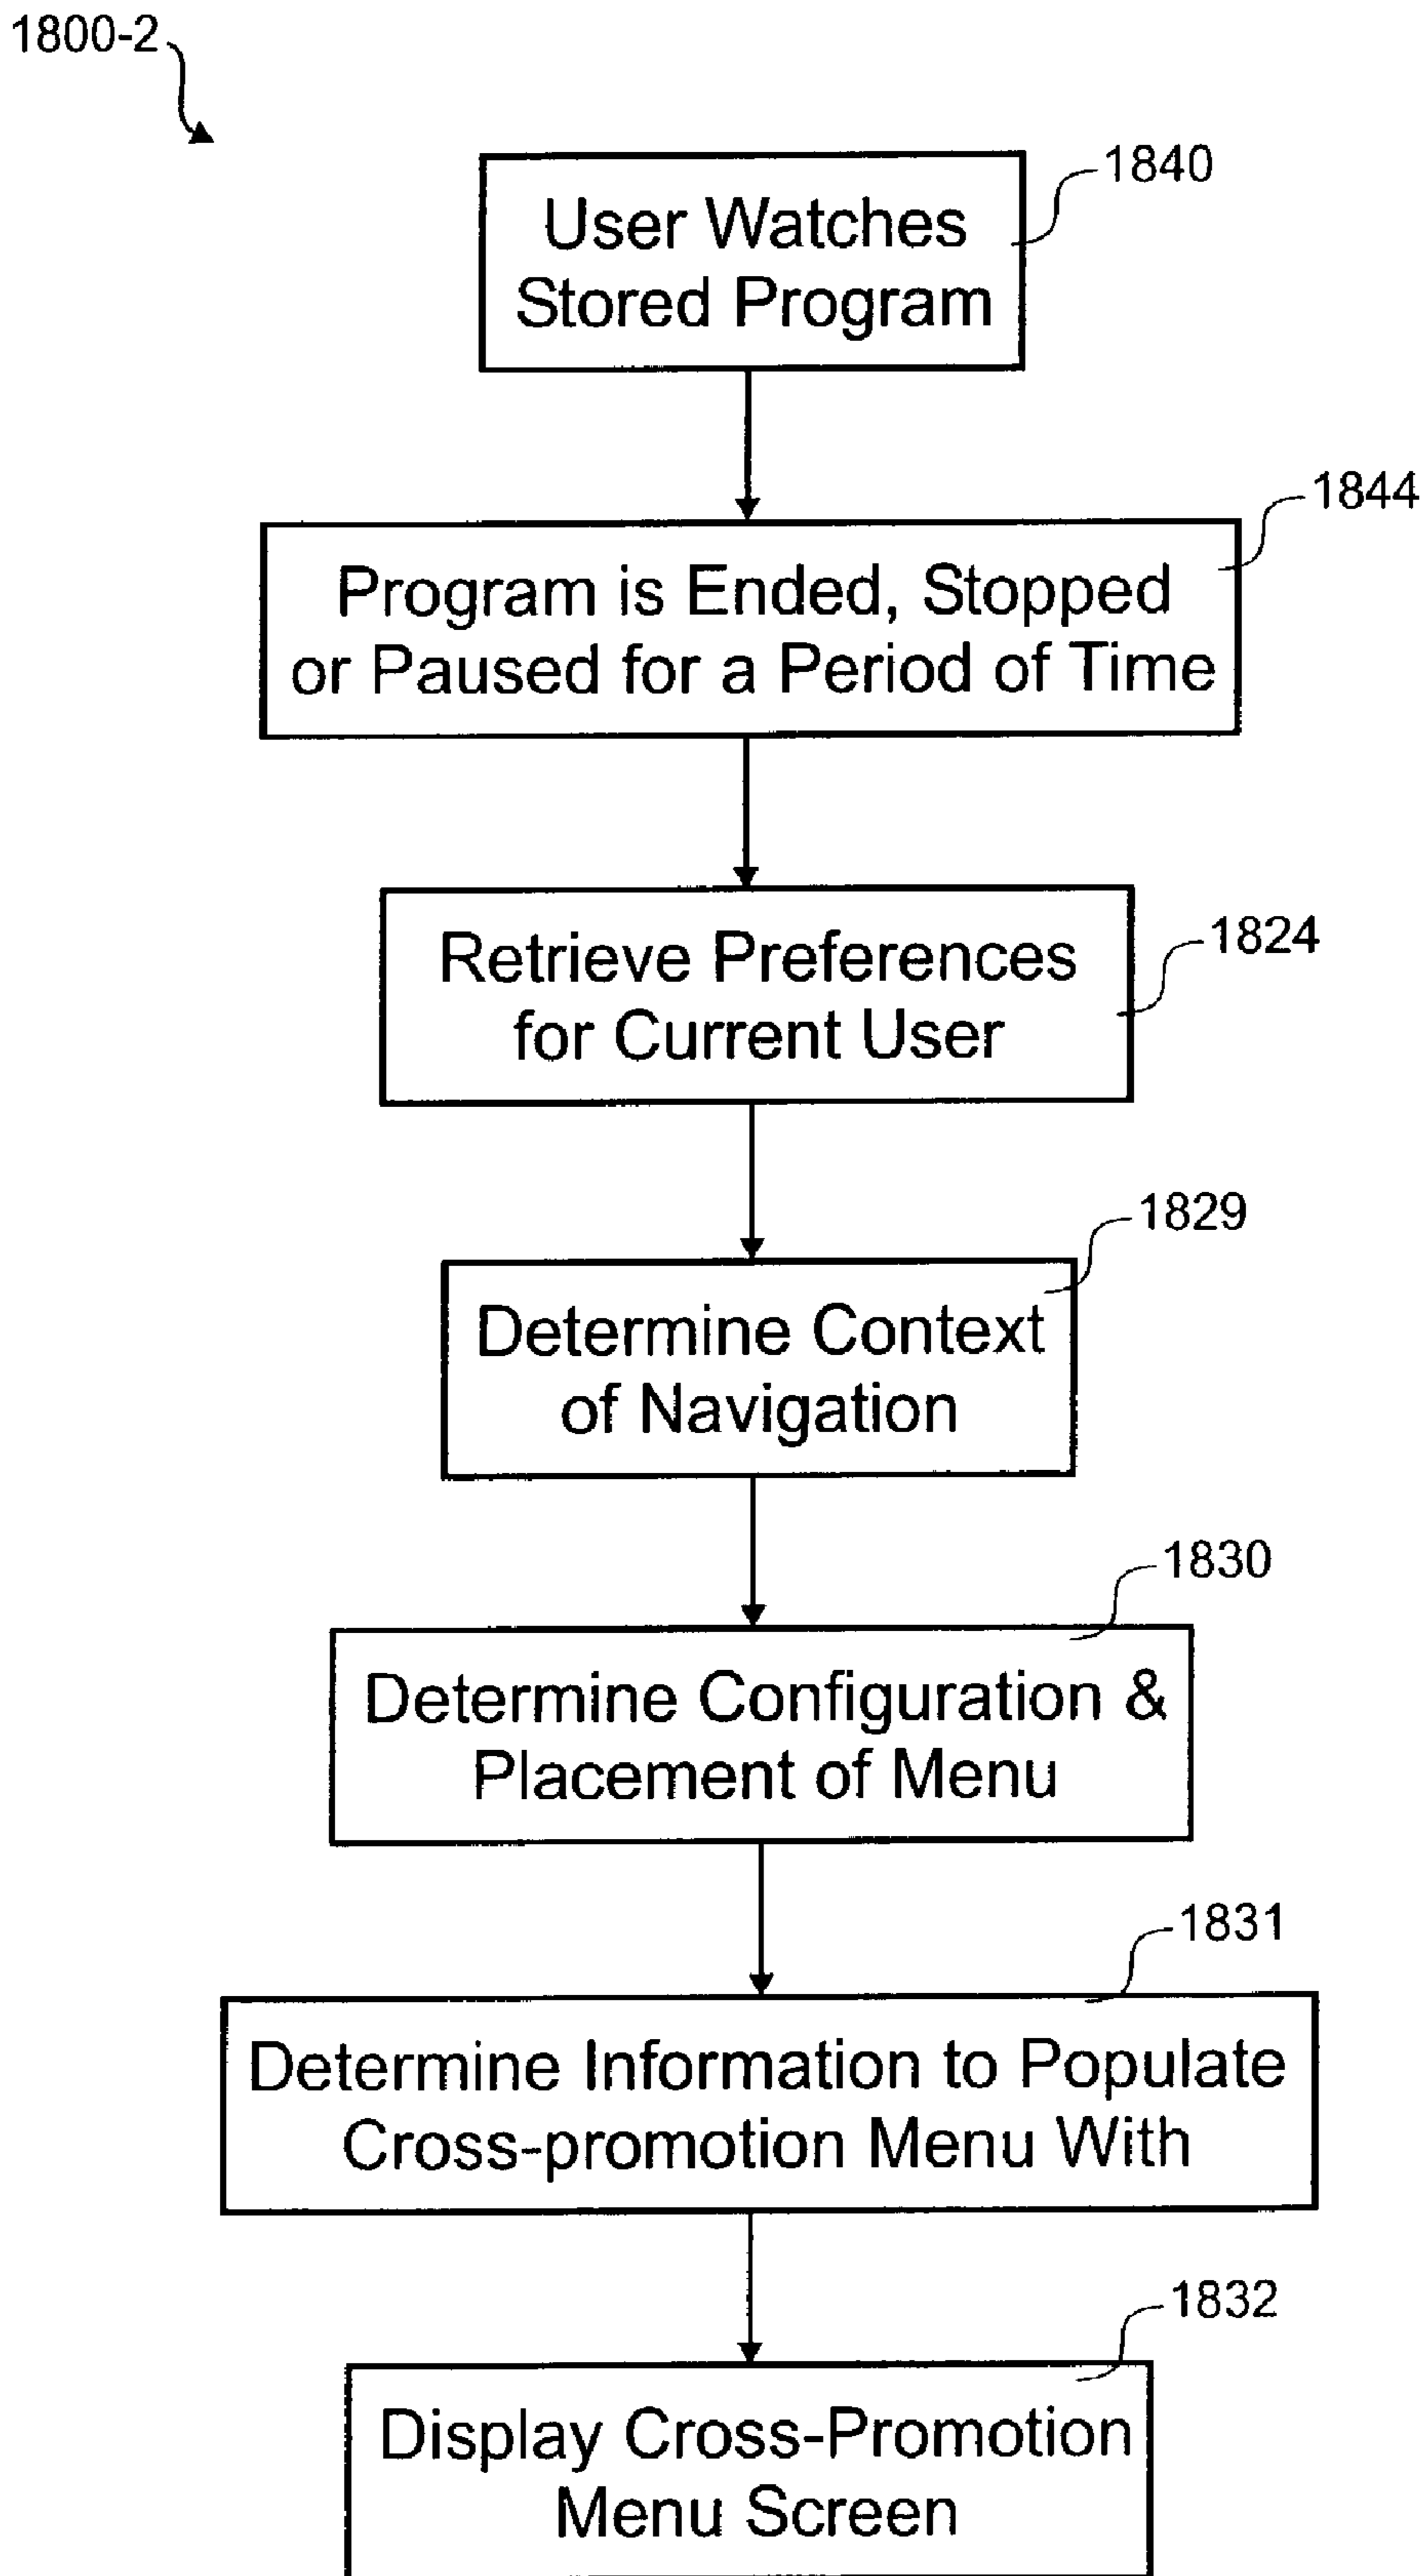 1800-2
User Watches
Stored Program
1840
Program is Ended, Stopped
or Paused for a Period of Time
1844
Retrieve Preferences
for Current User
1824
Determine Context
of Navigation
1829
Determine Configuration &
Placement of Menu
1830
Determine Information to Populate
Cross-promotion Menu With
1831
Display Cross-Promotion
Menu Screen
1832